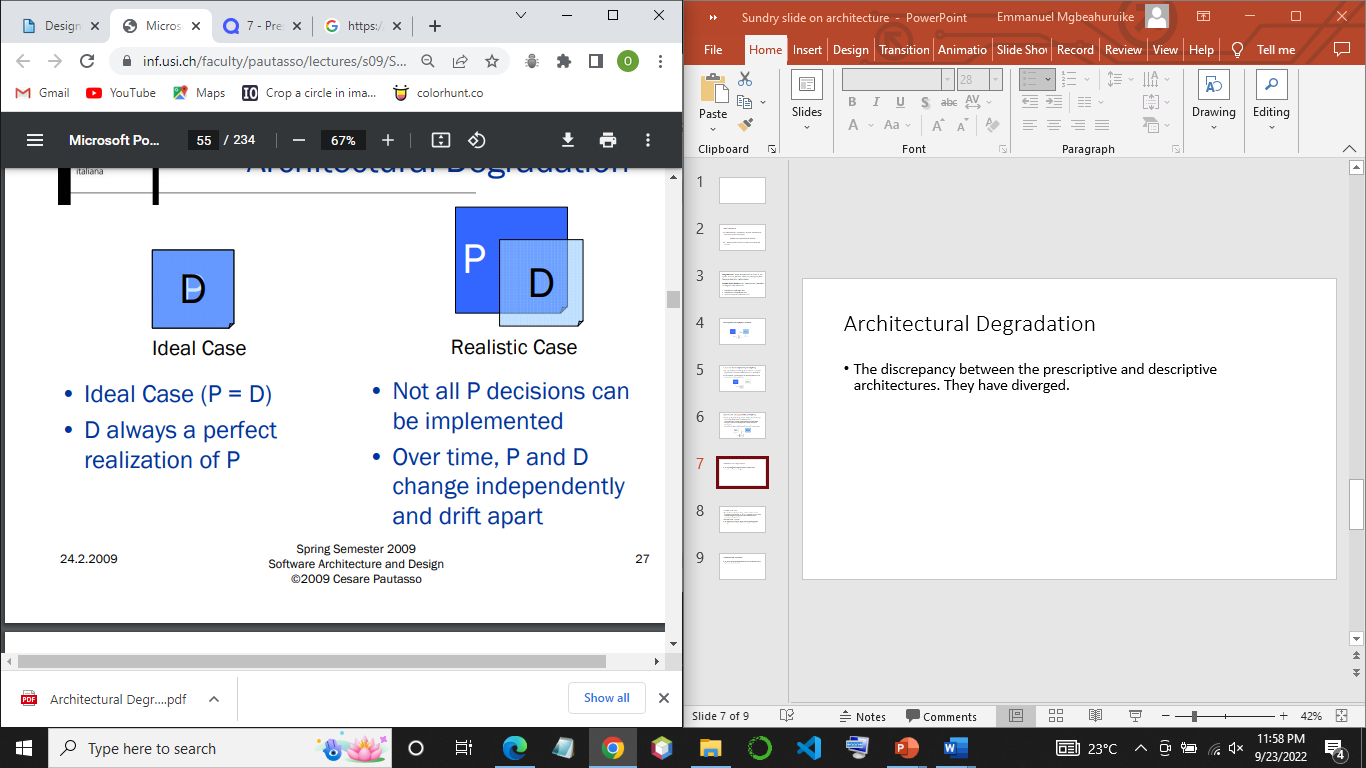 Design
Micros
7 - Pres
https:/
inf.usi.ch/faculty/pautasso/lectures/s09/S...
O
Gmail
YouTube
Maps
Crop a circle in ima...
colorhunt.co
Microsoft Po...
55 / 234
67%
italiana
Architectural Degradation
D
Ideal Case
P
D
Realistic Case
• Ideal Case (P = D)
• D always a perfect
realization of P
• Not all P decisions can
be implemented
• Over time, P and D
change independently
and drift apart
24.2.2009
Spring Semester 2009
Software Architecture and Design
©2009 Cesare Pautasso
27
Architectural Degr....pdf
Show all
Sundry slide on architecture - PowerPoint
Emmanuel Mgbeahuruike
File
Home
Insert
Design
Transition
Animatio
Slide Shov
Record
Review
View
Help
Tell me
Paste
Clipboard
Slides
28
B I U S abc AV
A Aa A A
Font
Paragraph
Drawing
Editing
1
2
3
4
5
6
7
8
9
Architectural Degradation
• The discrepancy between the prescriptive and descriptive
architectures. They have diverged.
Slide 7 of 9
Notes
Comments
42%
Type here to search
23°C
11:58 PM
9/23/2022
4